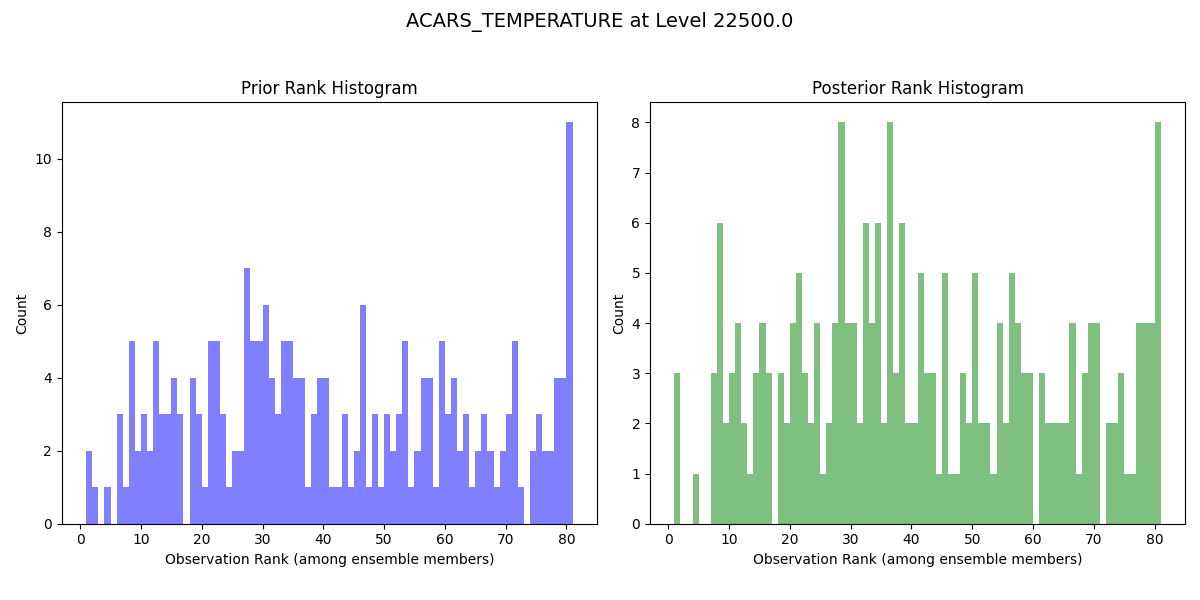 ACARS_TEMPERATURE at Level 22500.0
Prior Rank Histogram
Count
0
2
4
6
8
10
0 10 20 30 40 50 60 70 80
Observation Rank (among ensemble members)
Posterior Rank Histogram
Count
0
1
2
3
4
5
6
7
8
0 10 20 30 40 50 60 70 80
Observation Rank (among ensemble members)